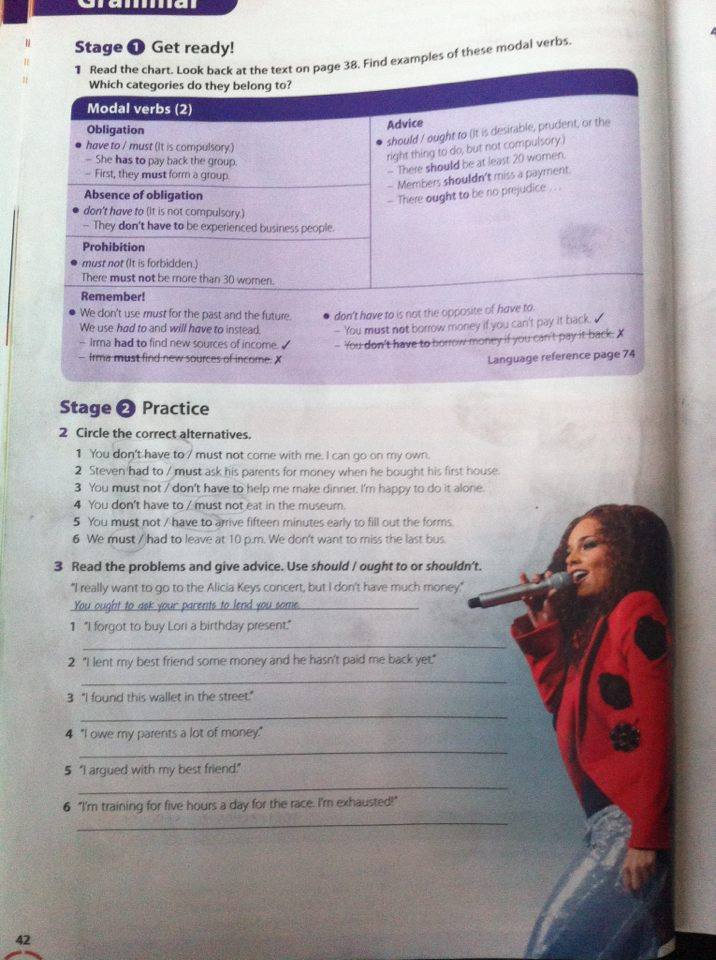 Grammar
Stage 1 Get ready!
1 Read the chart. Look back at the text on page 38. Find examples of these modal verbs.
Which categories do they belong to?
Modal verbs (2)
Obligation
• have to / must (It is compulsory.)
– She has to pay back the group.
– First, they must form a group.
Absence of obligation
• don't have to (It is not compulsory.)
– They don't have to be experienced business people.
Prohibition
• must not (It is forbidden.)
There must not be more than 30 women.
Advice
• should / ought to (It is desirable, prudent, or the
right thing to do, but not compulsory.)
– There should be at least 20 women.
– Members shouldn't miss a payment.
– There ought to be no prejudice . . .
Remember!
• We don't use must for the past and the future.
We use had to and will have to instead.
– Irma had to find new sources of income. ✓
– Irma must find new sources of income. ✗
• don't have to is not the opposite of have to.
– You must not borrow money if you can't pay it back. ✓
– You don't have to borrow money if you can't pay it back. ✗
Language reference page 74
Stage 2 Practice
2 Circle the correct alternatives.
1 You don't have to / must not come with me. I can go on my own.
2 Steven had to / must ask his parents for money when he bought his first house.
3 You must not / don't have to help me make dinner. I'm happy to do it alone.
4 You don't have to / must not eat in the museum.
5 You must not / have to arrive fifteen minutes early to fill out the forms.
6 We must / had to leave at 10 p.m. We don't want to miss the last bus.
3 Read the problems and give advice. Use should / ought to or shouldn't.
"I really want to go to the Alicia Keys concert, but I don't have much money."
You ought to ask your parents to lend you some.
1 "I forgot to buy Lori a birthday present."
2 "I lent my best friend some money and he hasn't paid me back yet."
3 "I found this wallet in the street."
4 "I owe my parents a lot of money."
5 "I argued with my best friend."
6 "I'm training for five hours a day for the race. I'm exhausted!"
42